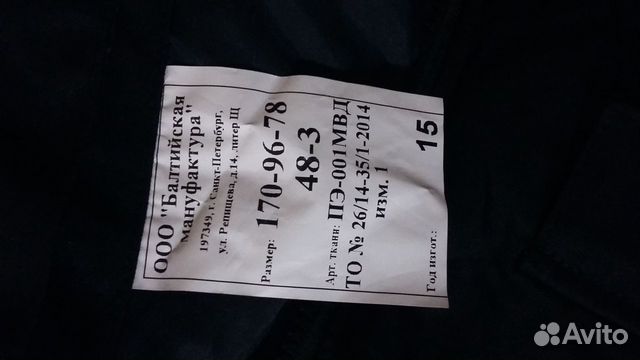 ООО "Балтийская
мануфактура"
197349, г. Санкт-Петербург,
ул. Репищева, д.14, литер Щ
Размер: 170-96-78
48-3
Арт. ткани: ПЭ-001МВД
ТО № 26/14-35/1-2014
изм. 1
Год изгот.: 15
Avito